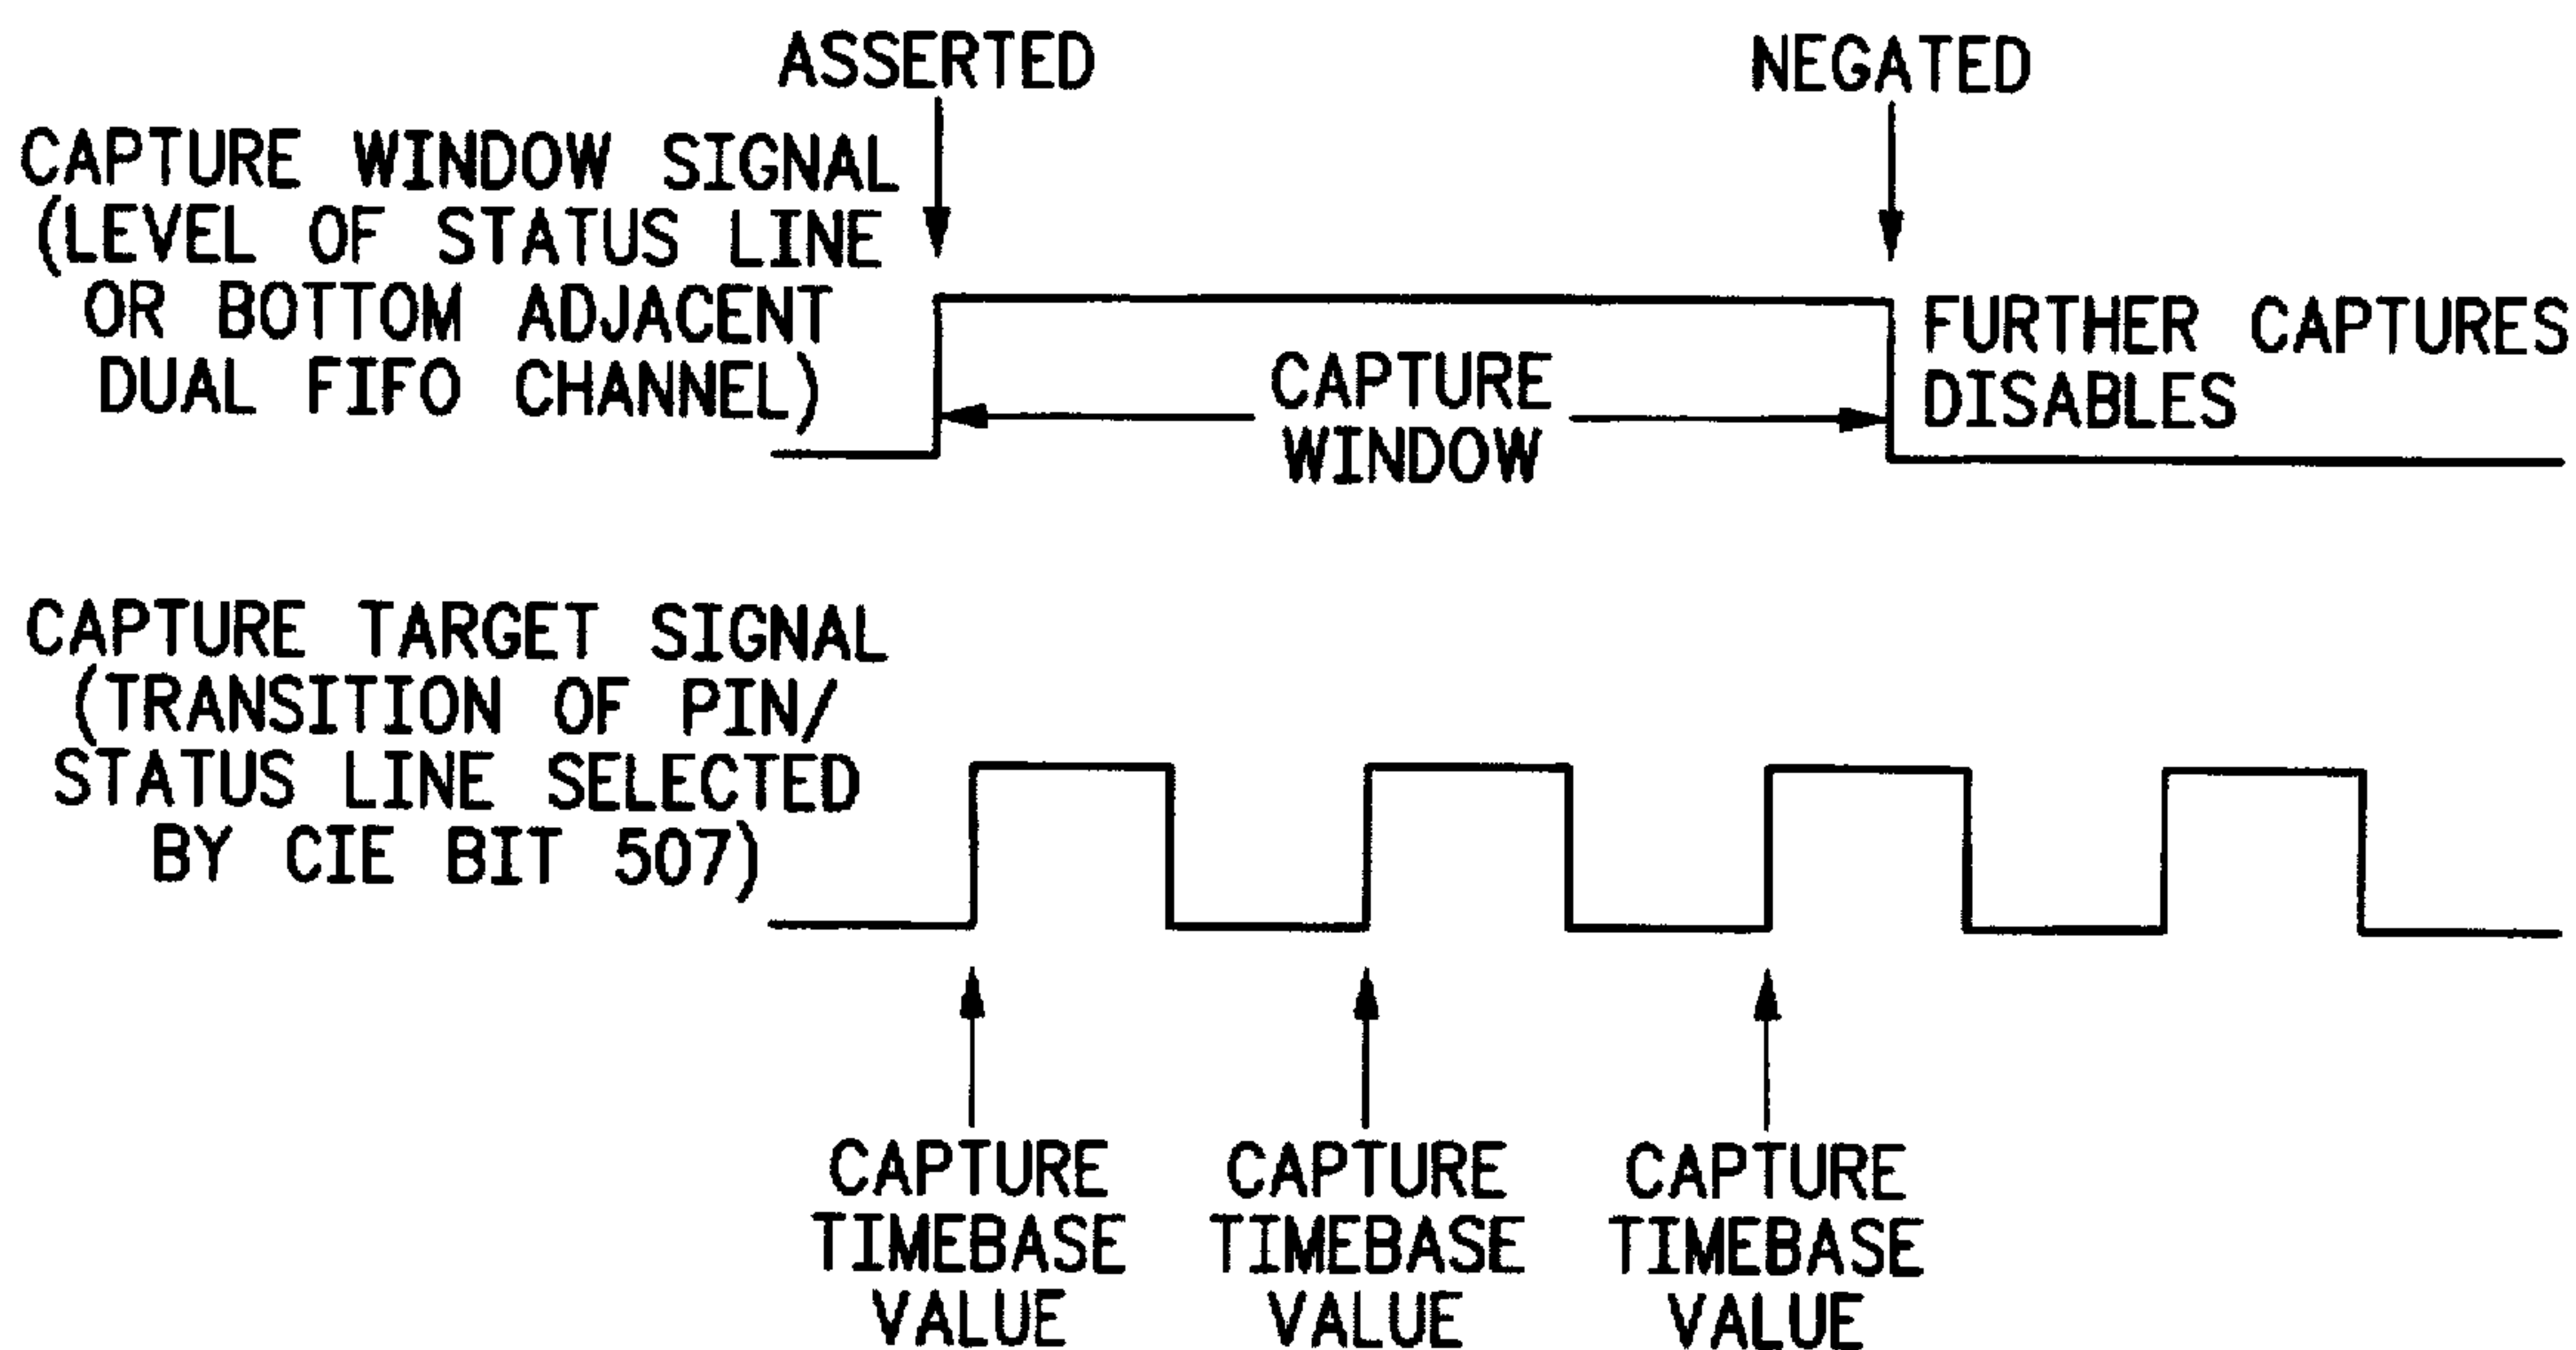 ASSERTED
NEGATED
CAPTURE WINDOW SIGNAL
(LEVEL OF STATUS LINE
OR BOTTOM ADJACENT
DUAL FIFO CHANNEL)
CAPTURE
WINDOW
FURTHER CAPTURES
DISABLES
CAPTURE TARGET SIGNAL
(TRANSITION OF PIN/
STATUS LINE SELECTED
BY CIE BIT 507)
CAPTURE
TIMEBASE
VALUE
CAPTURE
TIMEBASE
VALUE
CAPTURE
TIMEBASE
VALUE